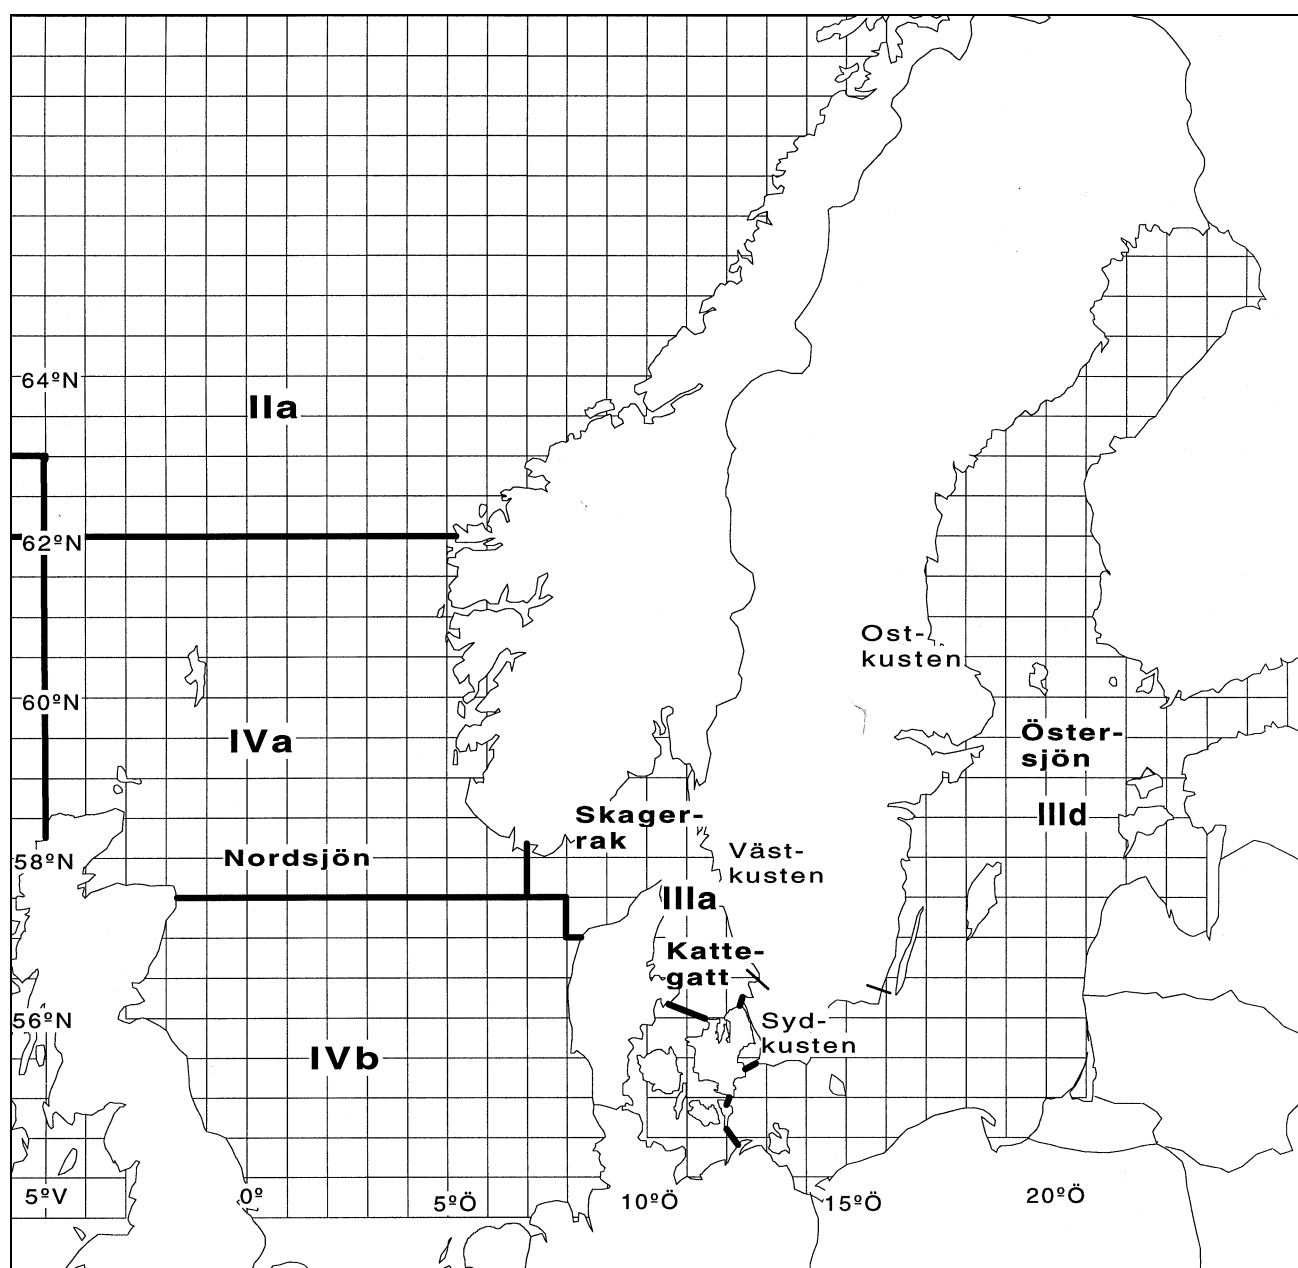 64ºN
IIa
62ºN
Ost-
kusten
60ºN
IVa
Öster-
sjön
Skager-
rak
IIId
58ºN
Nordsjön
Väst-
kusten
IIIa
Katte-
gatt
56ºN
Syd-
kusten
IVb
5ºV
0º
5ºÖ
10ºÖ
15ºÖ
20ºÖ